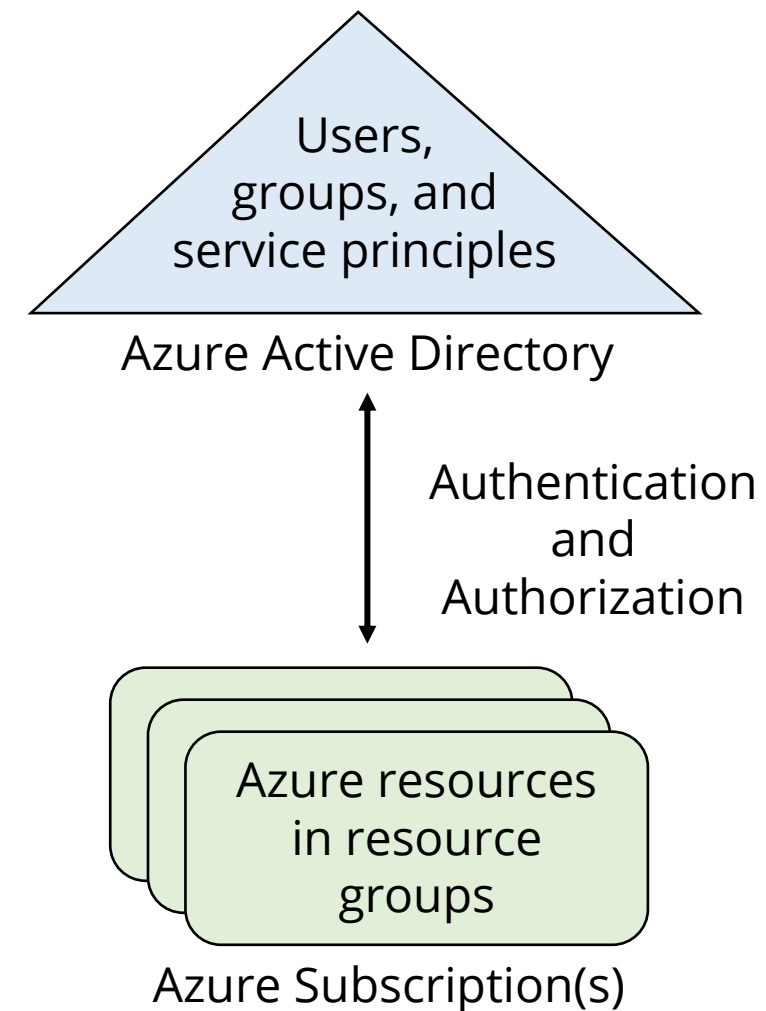 Users,
groups, and
service principles
Azure Active Directory
Authentication
and
Authorization
Azure resources
in resource
groups
Azure Subscription(s)